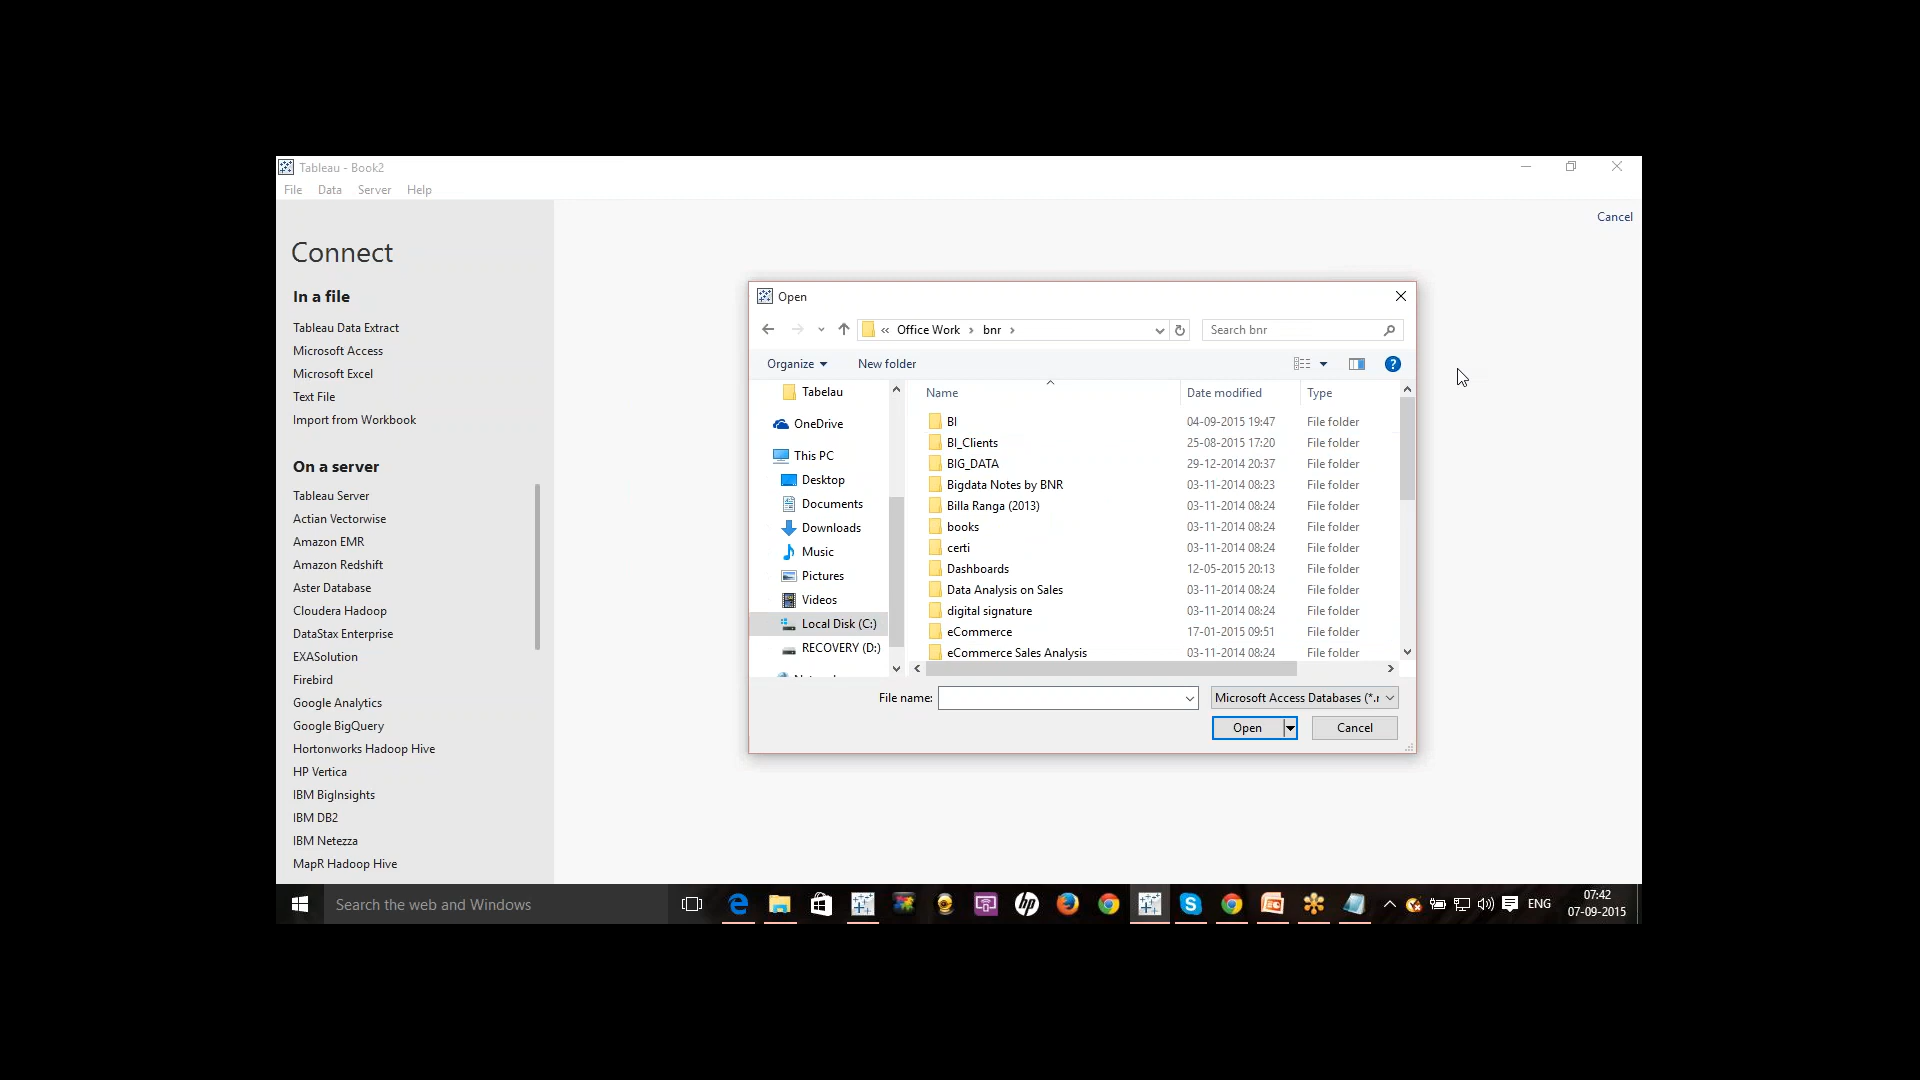 Tableau - Book2
File Data Server Help
Cancel
Connect
In a file
Tableau Data Extract
Microsoft Access
Microsoft Excel
Text File
Import from Workbook
On a server
Tableau Server
Actian Vectorwise
Amazon EMR
Amazon Redshift
Aster Database
Cloudera Hadoop
DataStax Enterprise
EXASolution
Firebird
Google Analytics
Google BigQuery
Hortonworks Hadoop Hive
HP Vertica
IBM BigInsights
IBM DB2
IBM Netezza
MapR Hadoop Hive
Open
« Office Work › bnr ›
Search bnr
Organize New folder
Tabelau
OneDrive
This PC
Desktop
Documents
Downloads
Music
Pictures
Videos
Local Disk (C:)
RECOVERY (D:)
Name Date modified Type
BI 04-09-2015 19:47 File folder
BI_Clients 25-08-2015 17:20 File folder
BIG_DATA 29-12-2014 20:37 File folder
Bigdata Notes by BNR 03-11-2014 08:23 File folder
Billa Ranga (2013) 03-11-2014 08:24 File folder
books 03-11-2014 08:24 File folder
certi 03-11-2014 08:24 File folder
Dashboards 12-05-2015 20:13 File folder
Data Analysis on Sales 03-11-2014 08:24 File folder
digital signature 03-11-2014 08:24 File folder
eCommerce 17-01-2015 09:51 File folder
eCommerce Sales Analysis 03-11-2014 08:24 File folder
File name: Microsoft Access Databases (*.r
Open Cancel
Search the web and Windows
ENG
07:42
07-09-2015